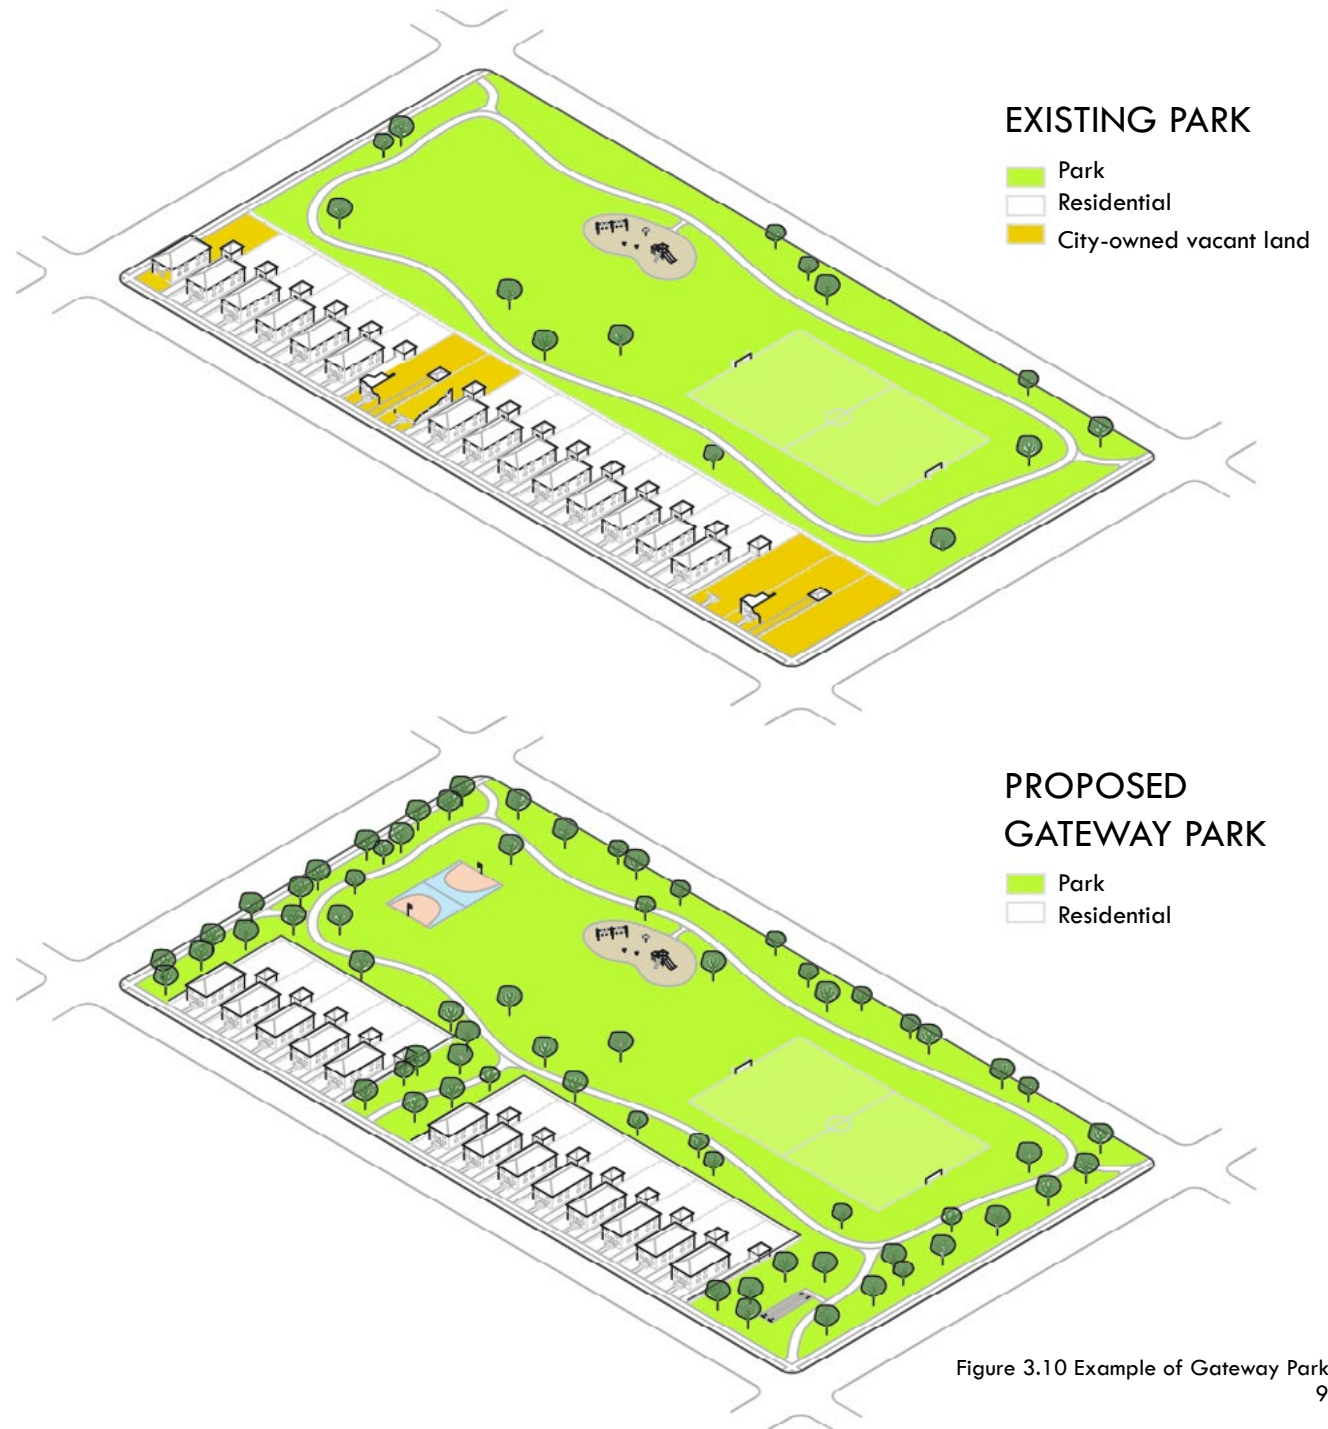 EXISTING PARK
Park
Residential
City-owned vacant land
PROPOSED
GATEWAY PARK
Park
Residential
Figure 3.10 Example of Gateway Park
9